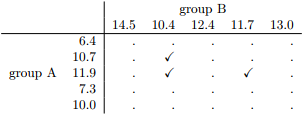 group B
14.5 10.4 12.4 11.7 13.0
6.4 . . . . .
10.7 . ✓ . . .
group A 11.9 . ✓ . ✓ .
7.3 . . . . .
10.0 . . . . .